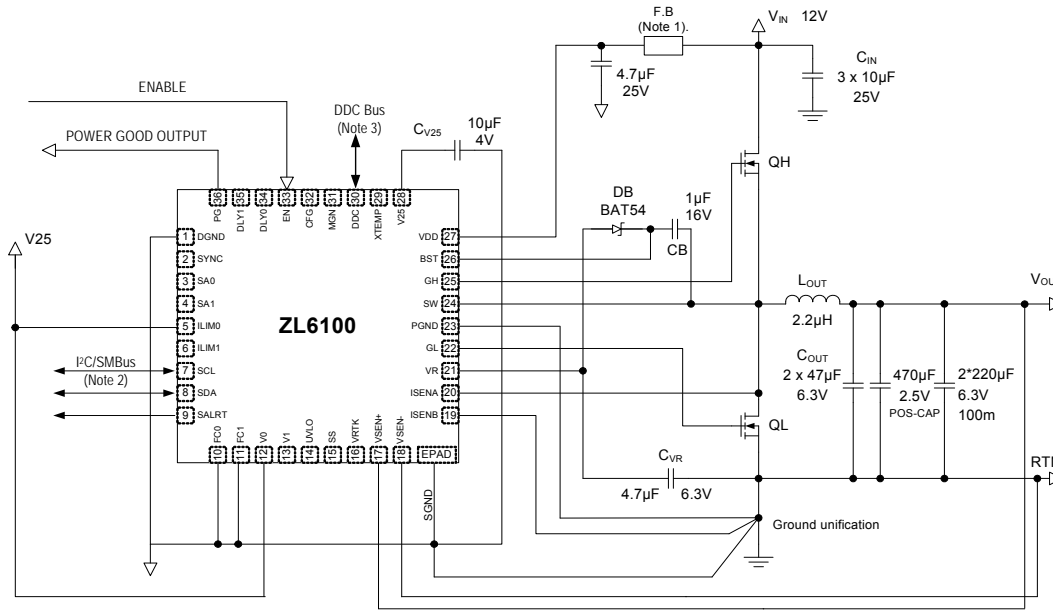 F.B
(Note 1).
VIN 12V
4.7µF
25V
CIN
3 x 10µF
25V
ENABLE
POWER GOOD OUTPUT
DDC Bus
(Note 3)
CV25
10µF
4V
QH
DB
BAT54
1µF
16V
CB
36 PG
35 DLY1
34 DLY0
33 EN
32 CFG
31 MGN
30 DDC
29 XTEMP
28 V25
V25
1 DGND
2 SYNC
3 SA0
4 SA1
5 ILIM0
6 ILIM1
7 SCL
8 SDA
9 SALRT
I²C/SMBus
(Note 2)
ZL6100
VDD 27
BST 26
GH 25
SW 24
PGND 23
GL 22
VR 21
ISENA 20
ISENB 19
10 FC0
11 FC1
12 V0
13 V1
14 UVLO
15 SS
16 VRTK
17 VSEN+
18 VSEN-
EPAD
SGND
LOUT
2.2µH
VOU
COUT
2 x 47µF
6.3V
470µF
2.5V
POS-CAP
2*220µF
6.3V
100m
QL
CVR
4.7µF 6.3V
Ground unification